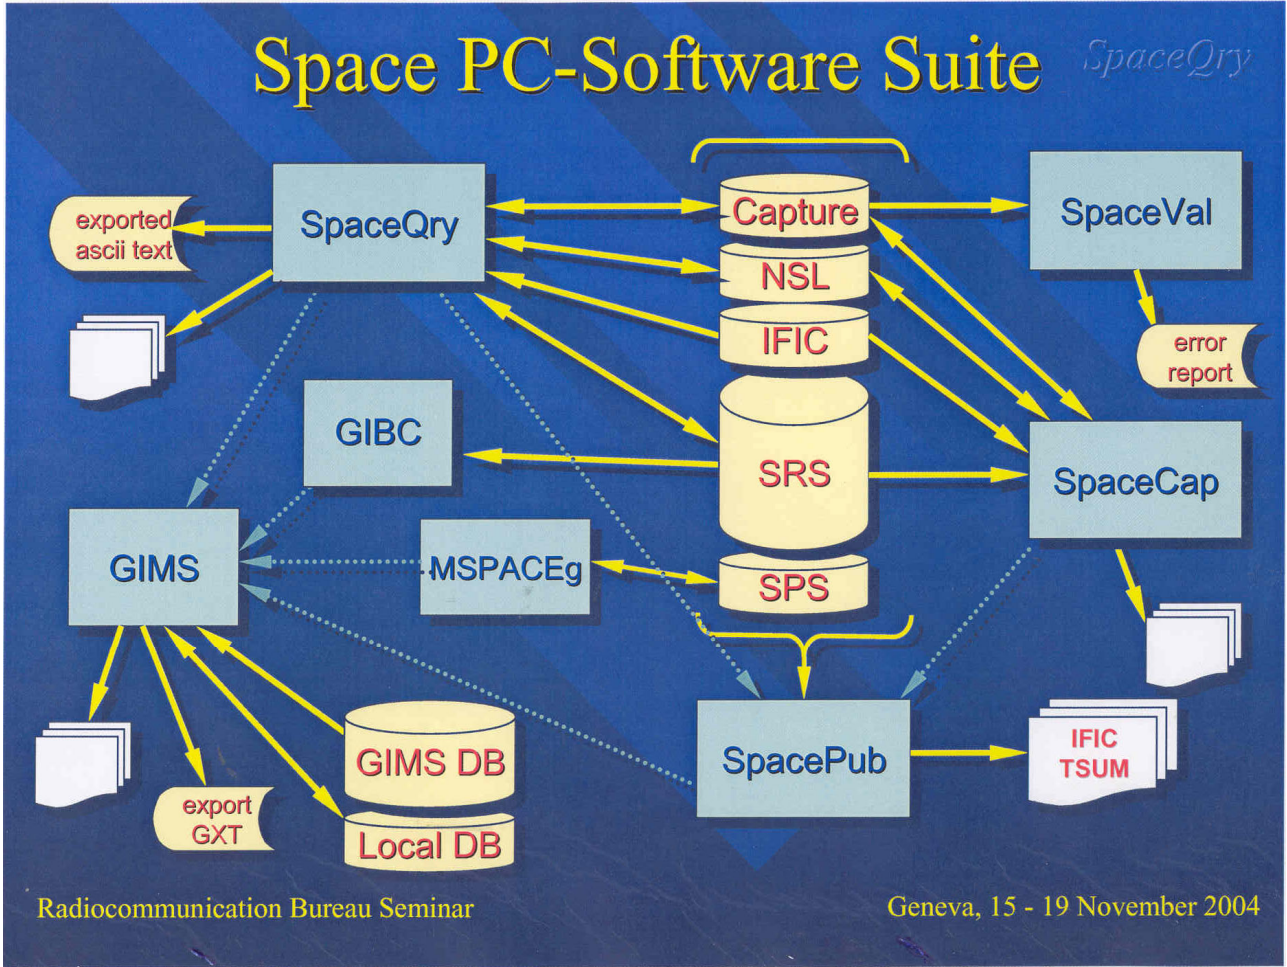 Space PC-Software Suite
SpaceQry
exported
ascii text
SpaceQry
Capture
NSL
IFIC
SRS
SPS
SpaceVal
error
report
GIBC
SpaceCap
GIMS
MSPACEg
GIMS DB
Local DB
export
GXT
SpacePub
IFIC
TSUM
Radiocommunication Bureau Seminar
Geneva, 15 - 19 November 2004